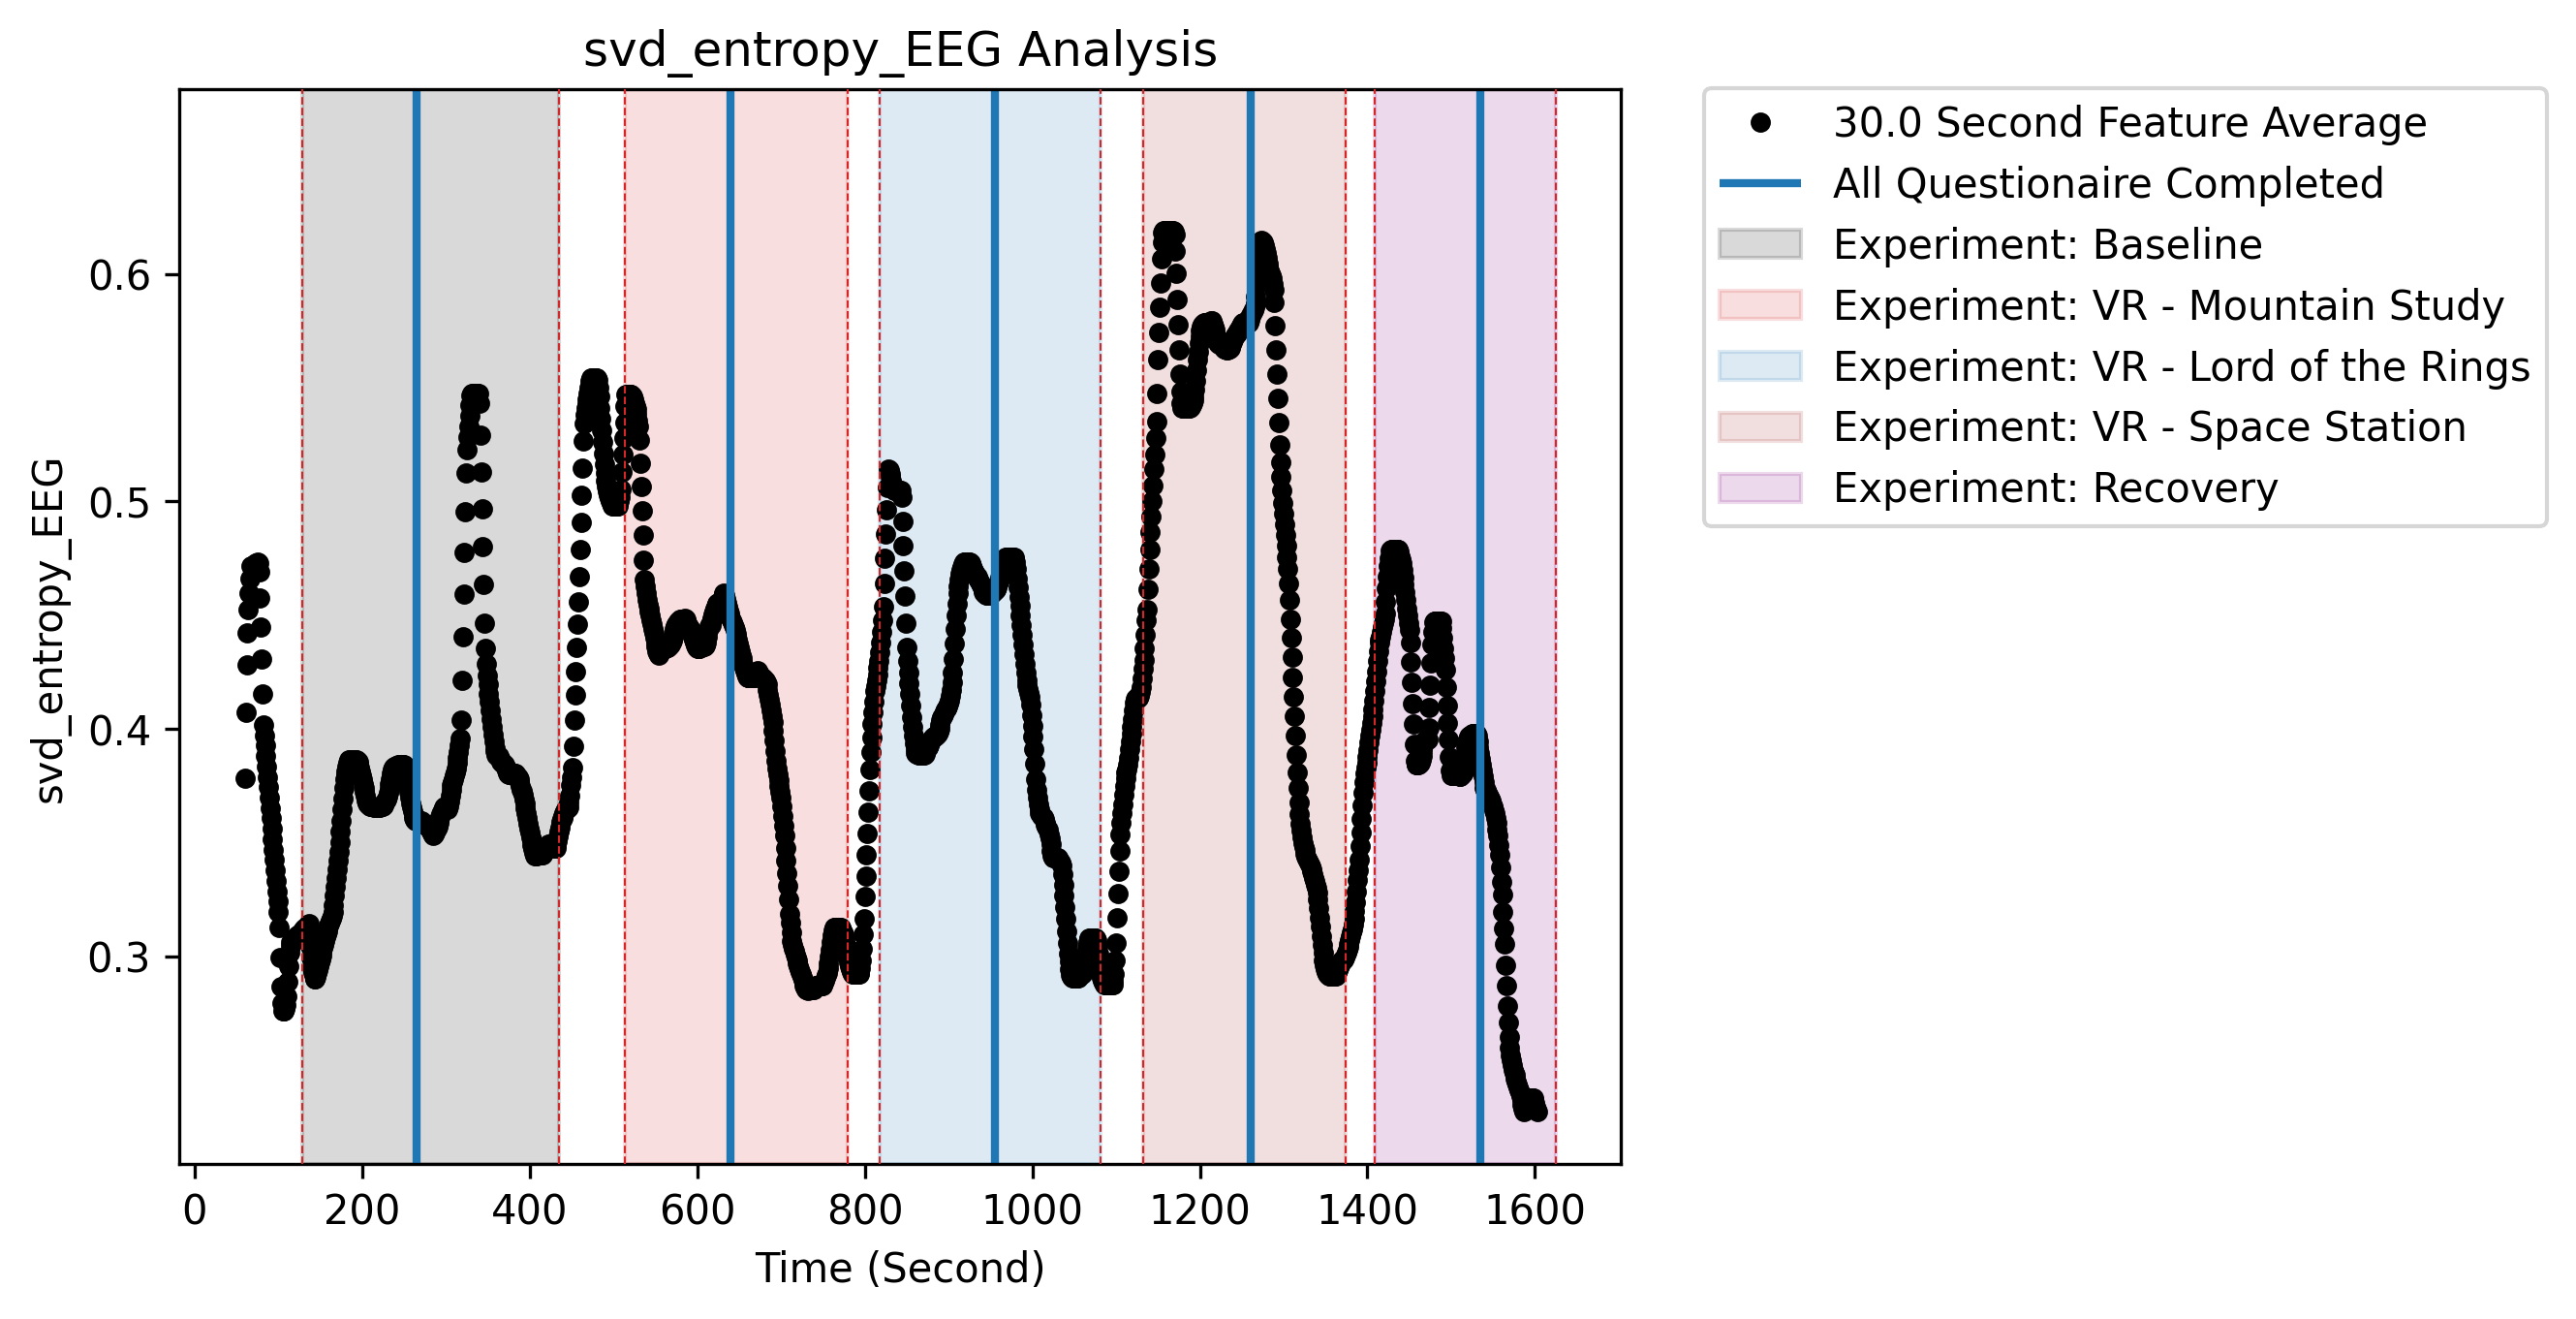 svd_entropy_EEG Analysis
30.0 Second Feature Average
All Questionaire Completed
Experiment: Baseline
Experiment: VR - Mountain Study
Experiment: VR - Lord of the Rings
Experiment: VR - Space Station
Experiment: Recovery
svd_entropy_EEG
0.6
0.5
0.4
0.3
0 200 400 600 800 1000 1200 1400 1600
Time (Second)